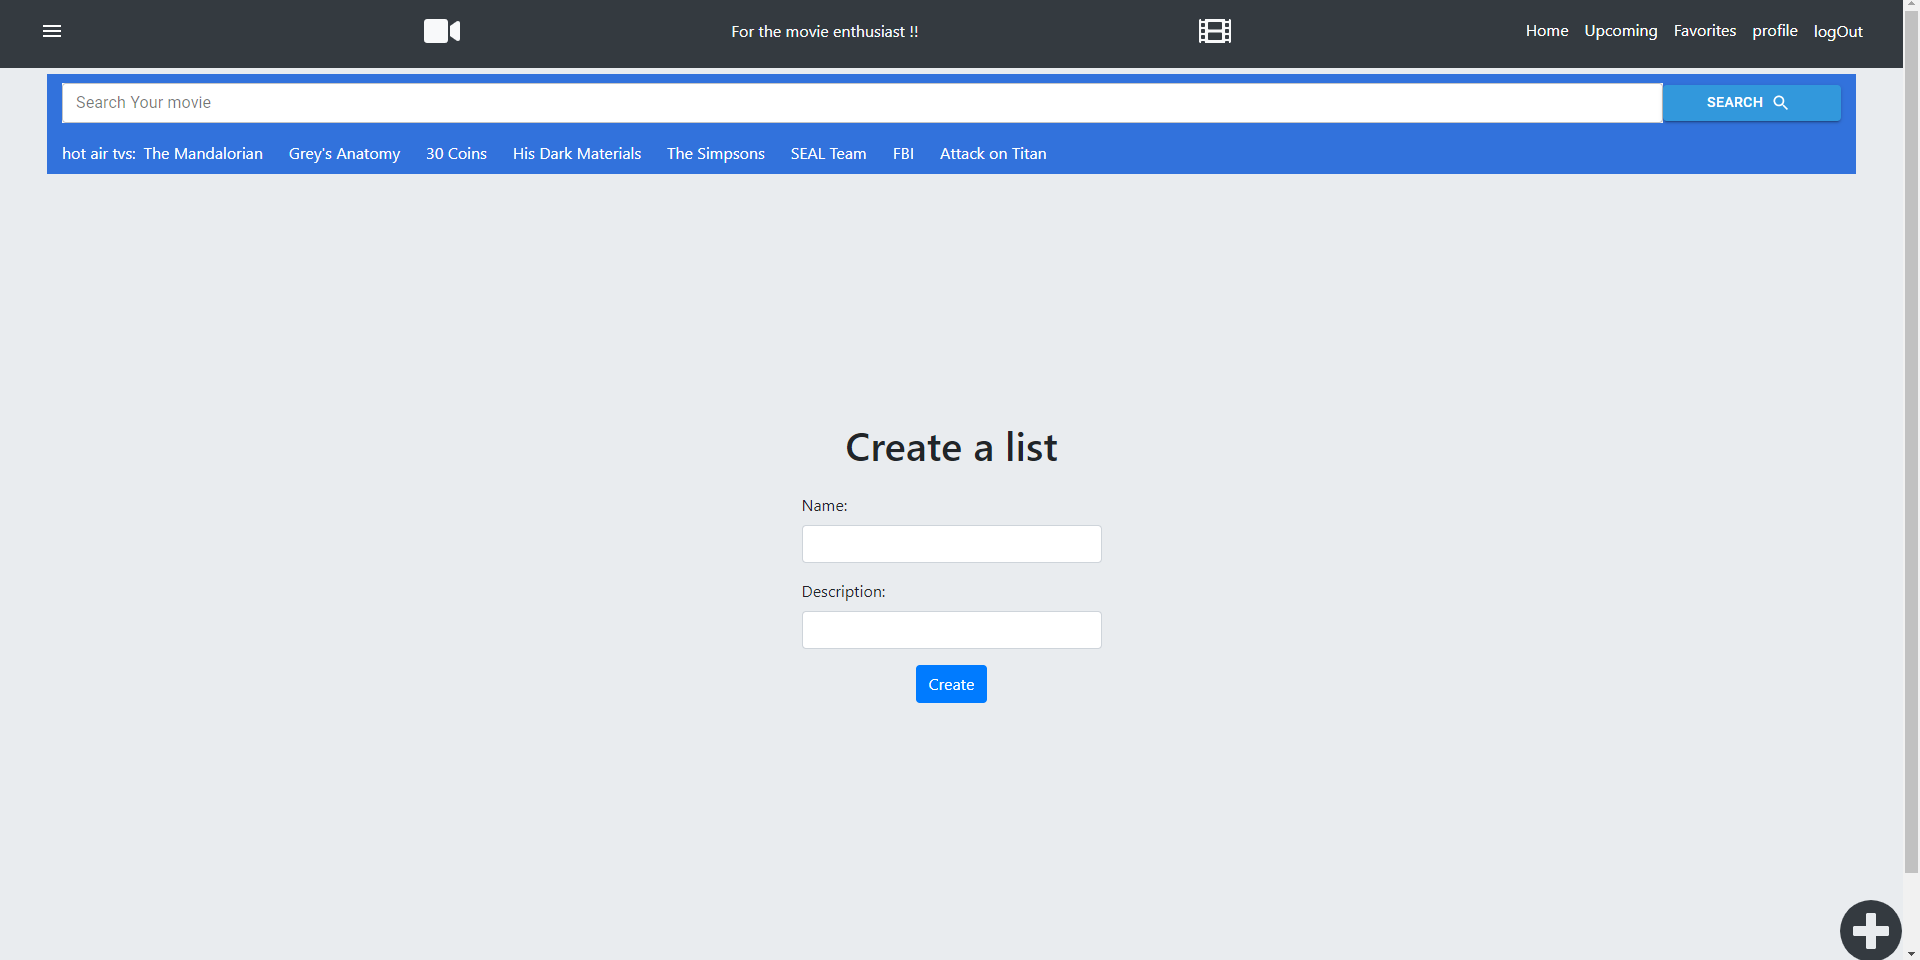 For the movie enthusiast !! Home Upcoming Favorites profile logOut
Search Your movie SEARCH
hot air tvs: The Mandalorian Grey's Anatomy 30 Coins His Dark Materials The Simpsons SEAL Team FBI Attack on Titan
Create a list
Name:
Description:
Create